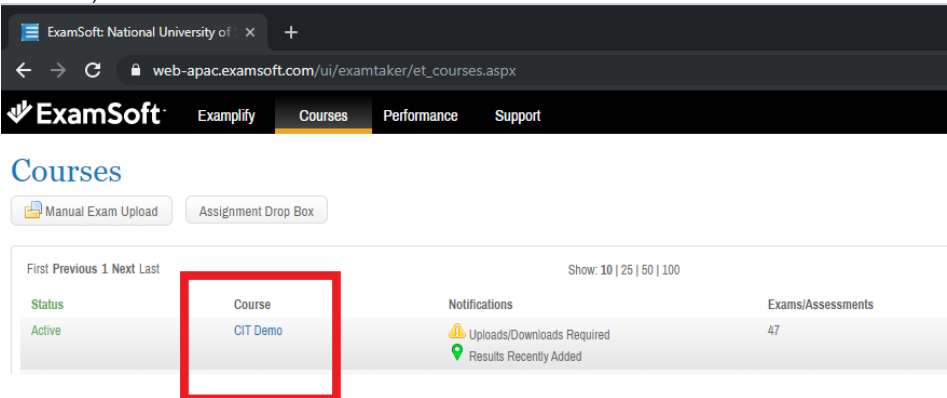 ExamSoft: National University of S
web-apac.examsoft.com/ui/examtaker/et_courses.aspx
ExamSoft Examplify Courses Performance Support
Courses
Manual Exam Upload Assignment Drop Box
First Previous 1 Next Last Show: 10 | 25 | 50 | 100
Status Course Notifications Exams/Assessments
Active CIT Demo Uploads/Downloads Required 47
Results Recently Added